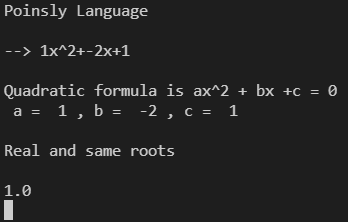 Poinsly Language
--> 1x^2+-2x+1
Quadratic formula is ax^2 + bx +c = 0
a =  1 , b =  -2 , c =  1
Real and same roots
1.0